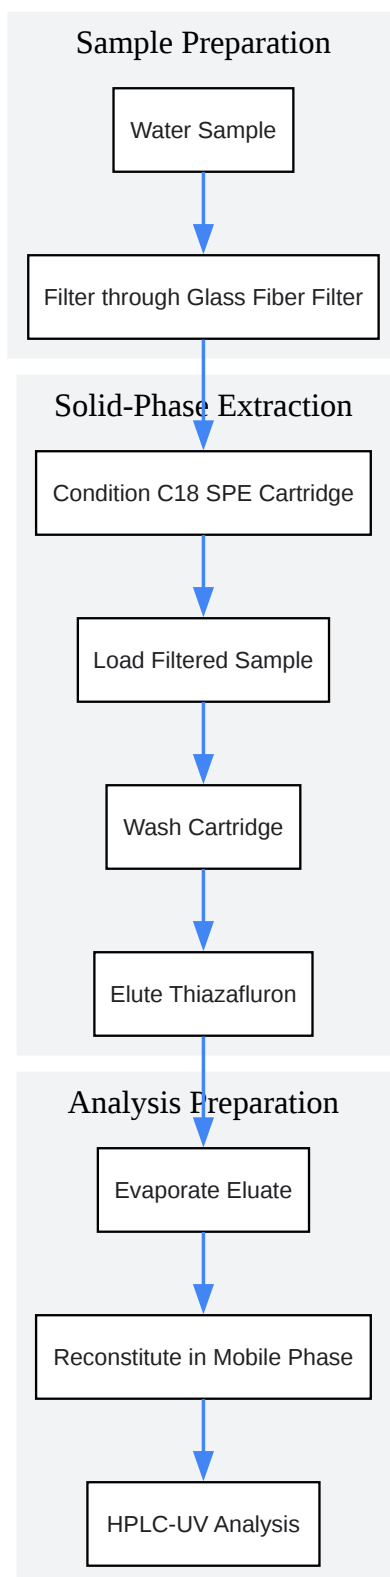 Sample Preparation
Water Sample
Filter through Glass Fiber Filter
Solid-Phase Extraction
Condition C18 SPE Cartridge
Load Filtered Sample
Wash Cartridge
Elute Thiazafluron
Analysis Preparation
Evaporate Eluate
Reconstitute in Mobile Phase
HPLC-UV Analysis